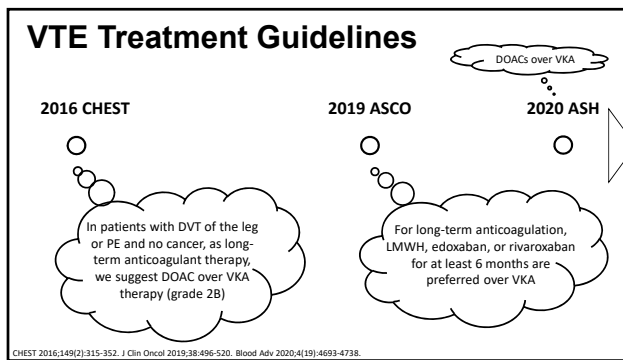 VTE Treatment Guidelines
DOACs over VKA
2016 CHEST
2019 ASCO
2020 ASH
In patients with DVT of the leg
or PE and no cancer, as long-
term anticoagulant therapy,
we suggest DOAC over VKA
therapy (grade 2B)
For long-term anticoagulation,
LMWH, edoxaban, or rivaroxaban
for at least 6 months are
preferred over VKA
CHEST 2016;149(2):315-352. J Clin Oncol 2019;38:496-520. Blood Adv 2020;4(19):4693-4738.